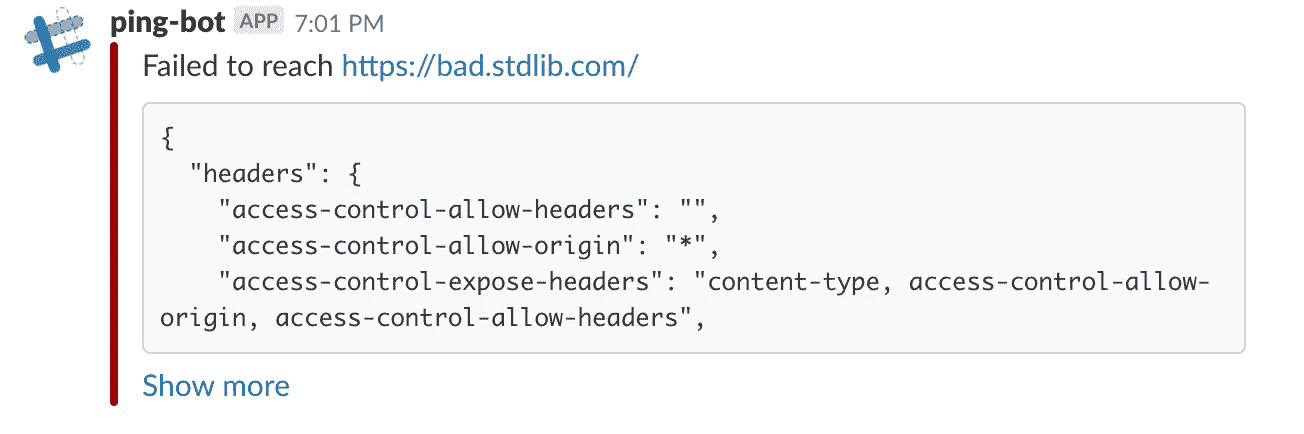 ping-bot APP 7:01 PM
Failed to reach https://bad.stdlib.com/
{
"headers": {
"access-control-allow-headers": "",
"access-control-allow-origin": "*",
"access-control-expose-headers": "content-type, access-control-allow-
origin, access-control-allow-headers",
Show more